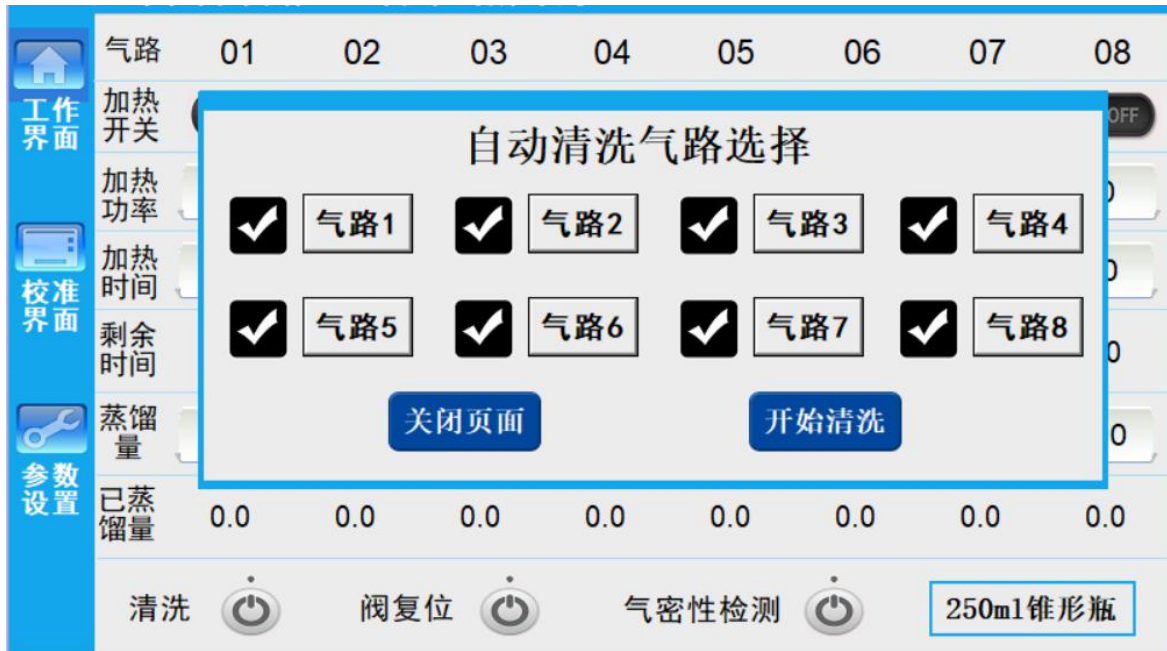 气路 01 02 03 04 05 06 07 08
工作
界面
加热
开关
OFF
自动清洗气路选择
加热
功率
气路1 气路2 气路3 气路4
校准
界面
加热
时间
0
气路5 气路6 气路7 气路8
剩余
时间
0
关闭页面 开始清洗
蒸馏
量
0
参数
设置
已蒸
馏量
0.0 0.0 0.0 0.0 0.0 0.0 0.0 0.0
清洗 阀复位 气密性检测 250ml锥形瓶